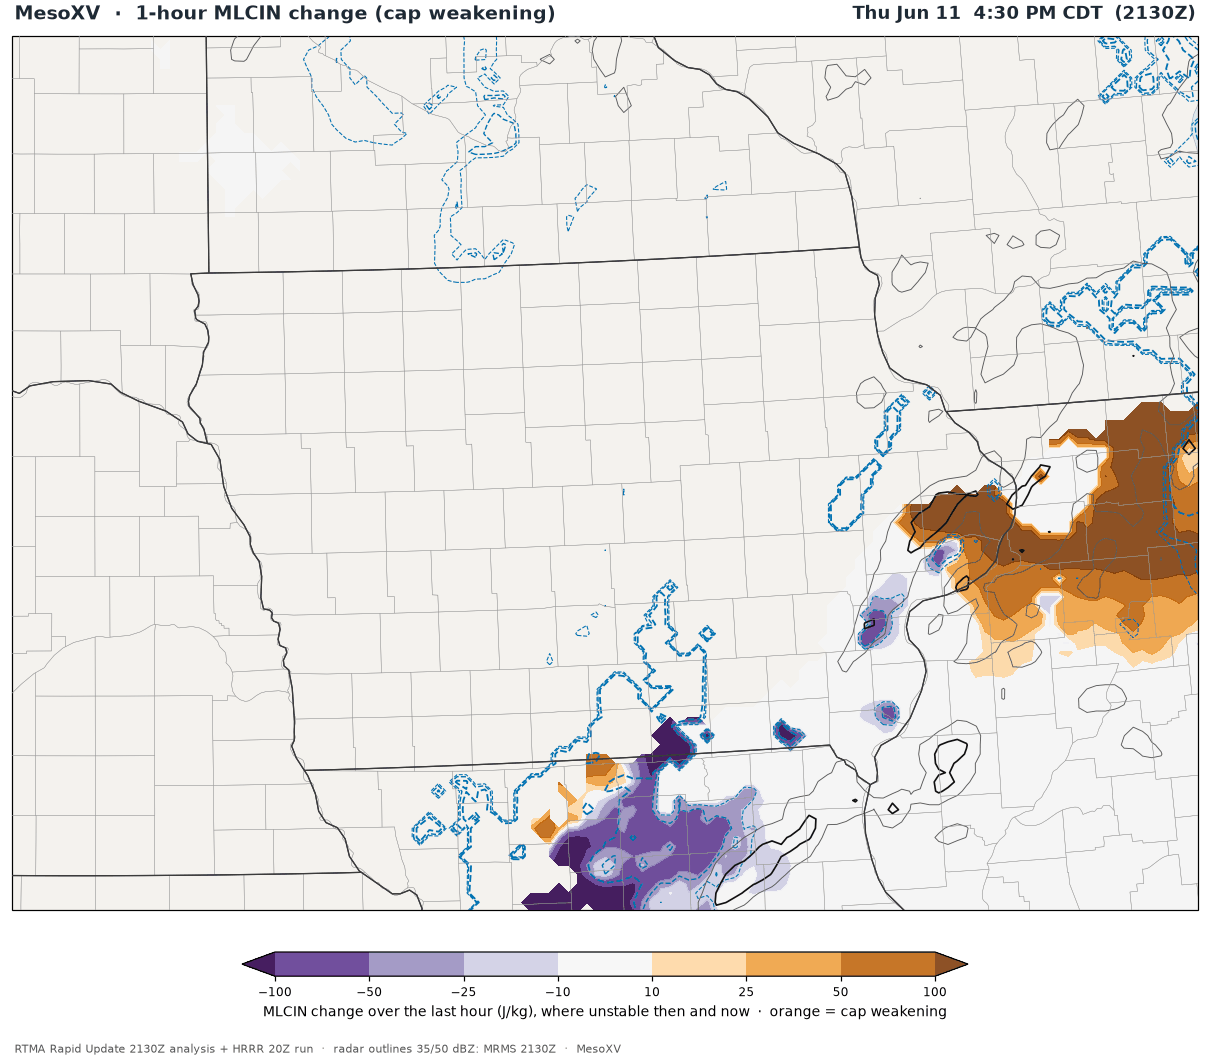 MesoXV  ·  1-hour MLCIN change (cap weakening)
Thu Jun 11  4:30 PM CDT  (2130Z)
−100 −50 −25 −10 10 25 50 100
MLCIN change over the last hour (J/kg), where unstable then and now  ·  orange = cap weakening
RTMA Rapid Update 2130Z analysis + HRRR 20Z run  ·  radar outlines 35/50 dBZ: MRMS 2130Z  ·  MesoXV